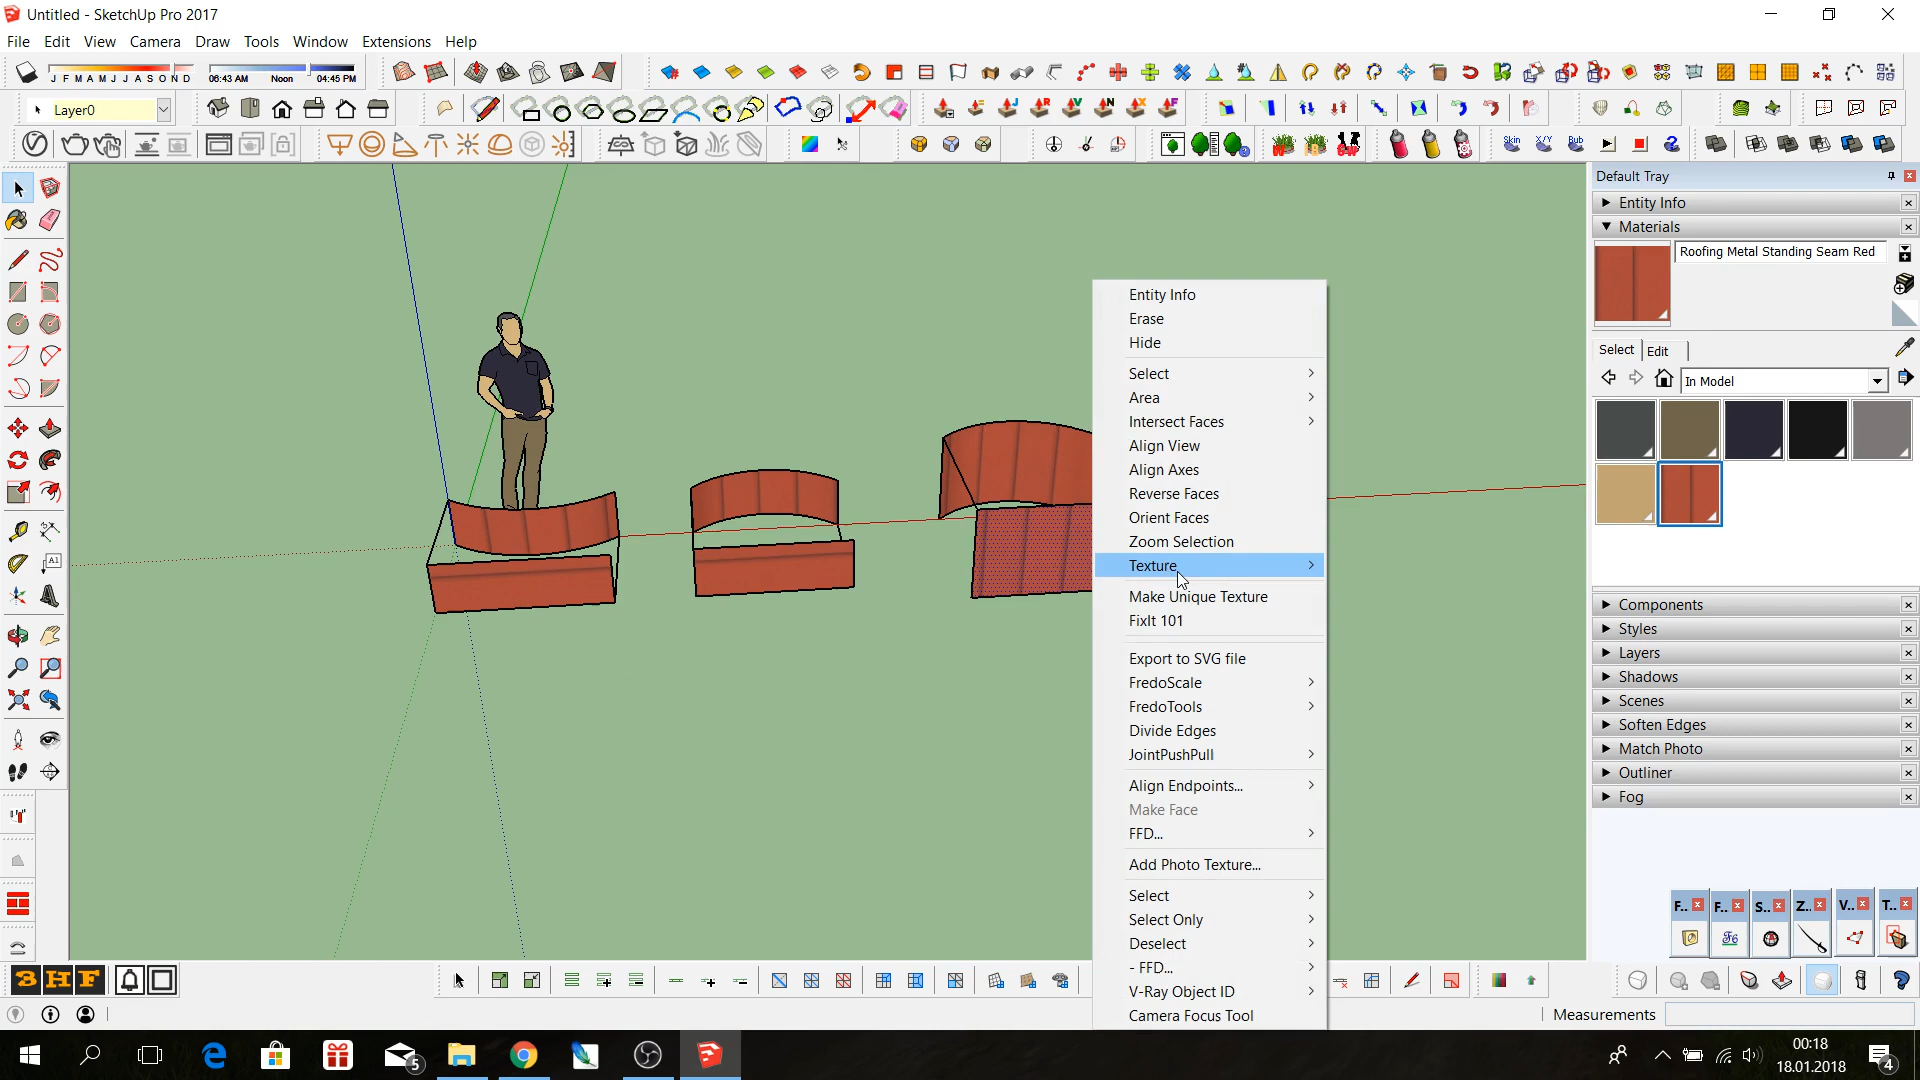 Untitled - SketchUp Pro 2017
File Edit View Camera Draw Tools Window Extensions Help
J F M A M J J A S O N D
06:43 AM Noon 04:45 PM
Layer0
Skin X/Y Bub
Default Tray
Entity Info
Materials
Roofing Metal Standing Seam Red
Select Edit
In Model
Components
Styles
Layers
Shadows
Scenes
Soften Edges
Match Photo
Outliner
Fog
Entity Info
Erase
Hide
Select
Area
Intersect Faces
Align View
Align Axes
Reverse Faces
Orient Faces
Zoom Selection
Texture
Make Unique Texture
FixIt 101
Export to SVG file
FredoScale
FredoTools
Divide Edges
JointPushPull
Align Endpoints...
Make Face
FFD...
Add Photo Texture...
Select
Select Only
Deselect
- FFD...
V-Ray Object ID
Camera Focus Tool
F.. F.. S.. Z.. V.. T..
3 H F
Measurements
5
00:18
18.01.2018
4